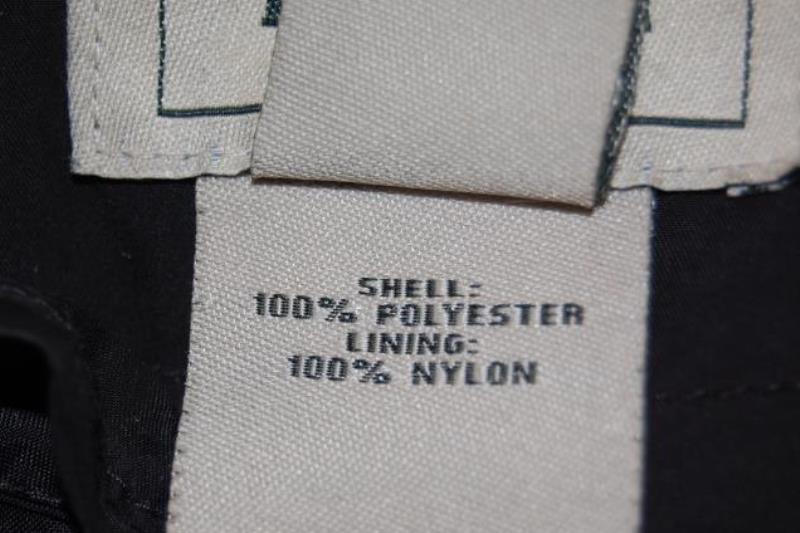 SHELL:
100% POLYESTER
LINING:
100% NYLON